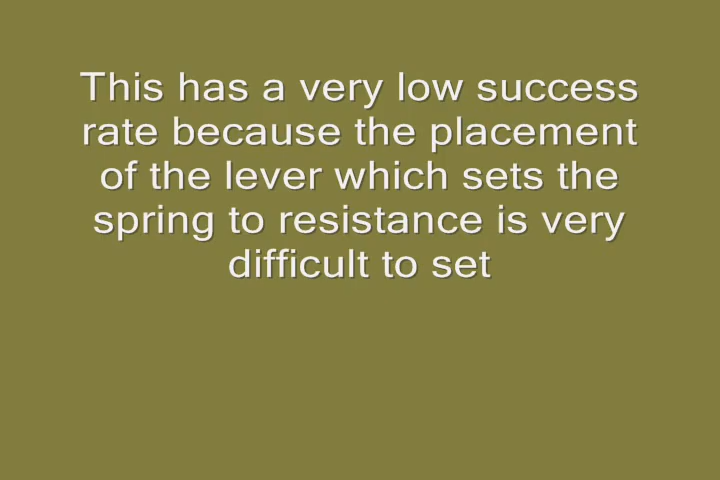 This has a very low success
rate because the placement
of the lever which sets the
spring to resistance is very
difficult to set